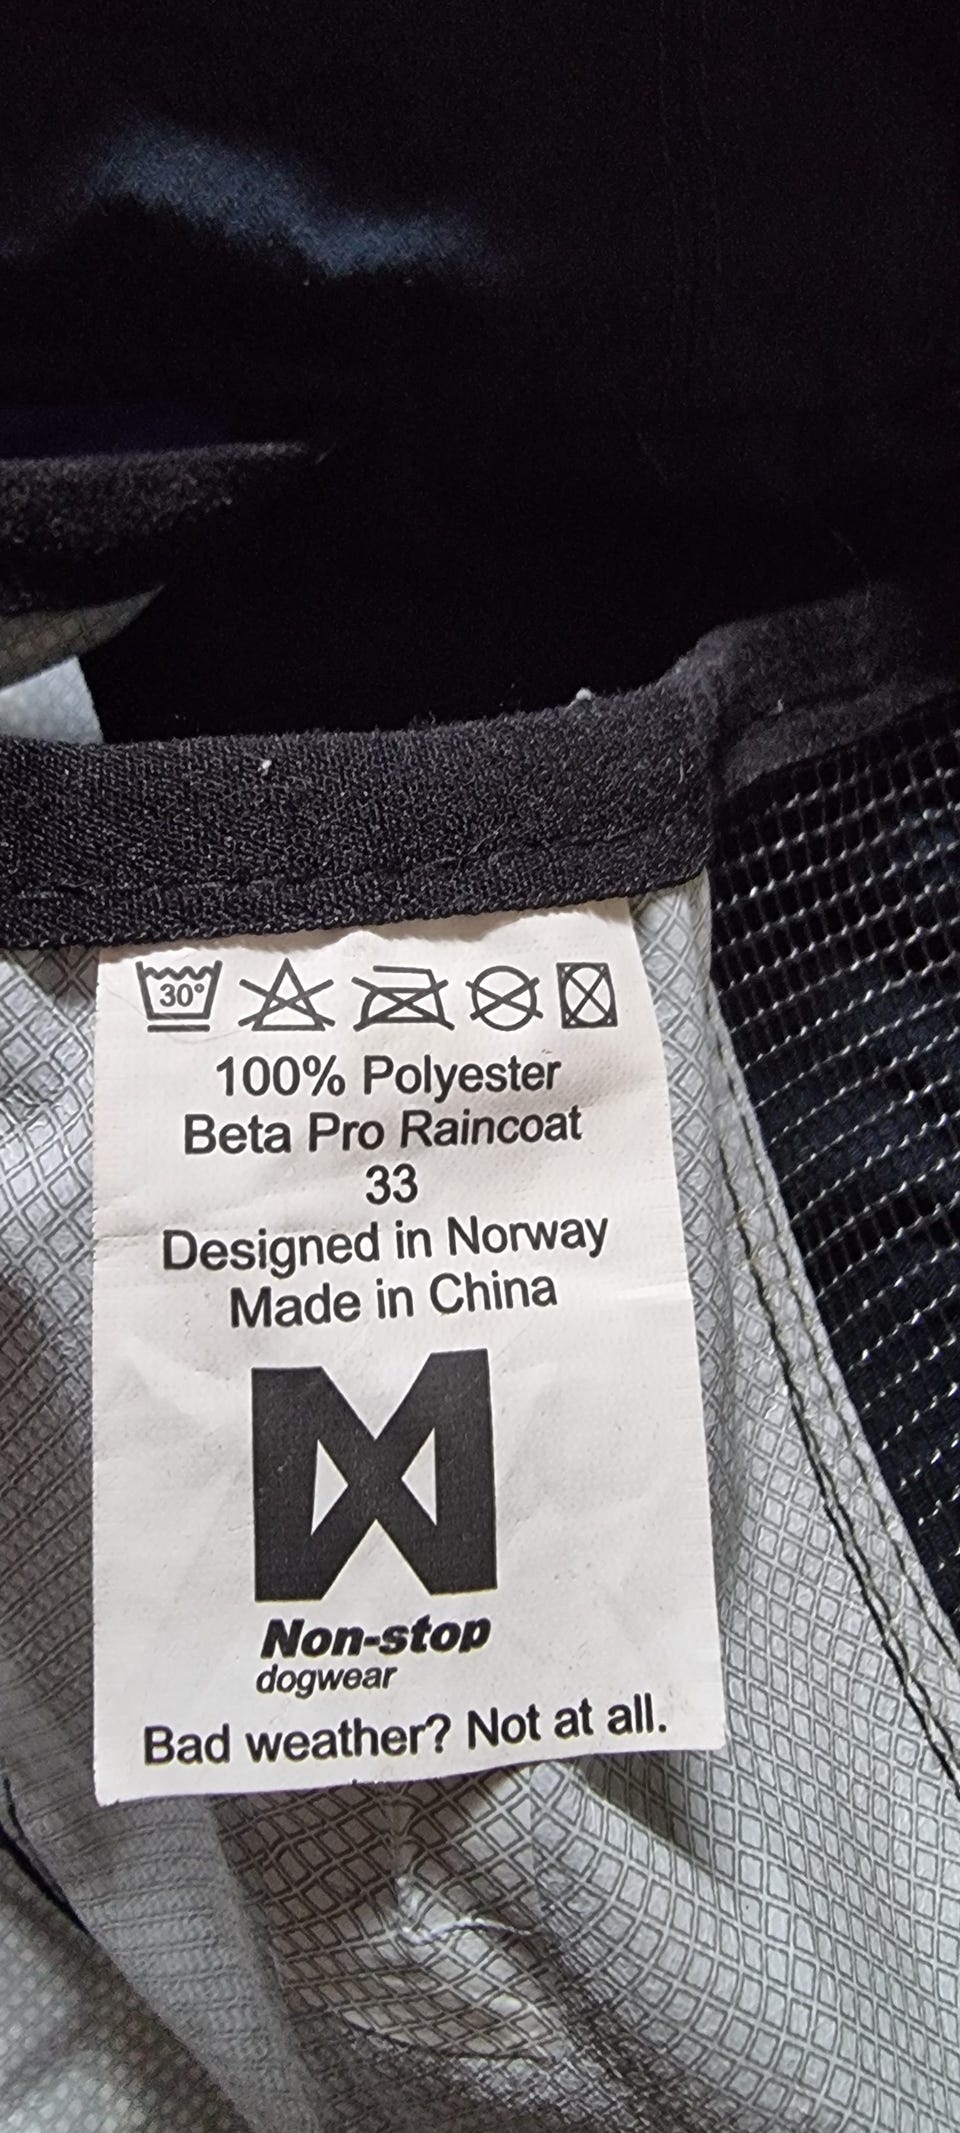 30°
100% Polyester
Beta Pro Raincoat
33
Designed in Norway
Made in China
Non-stop
dogwear
Bad weather? Not at all.